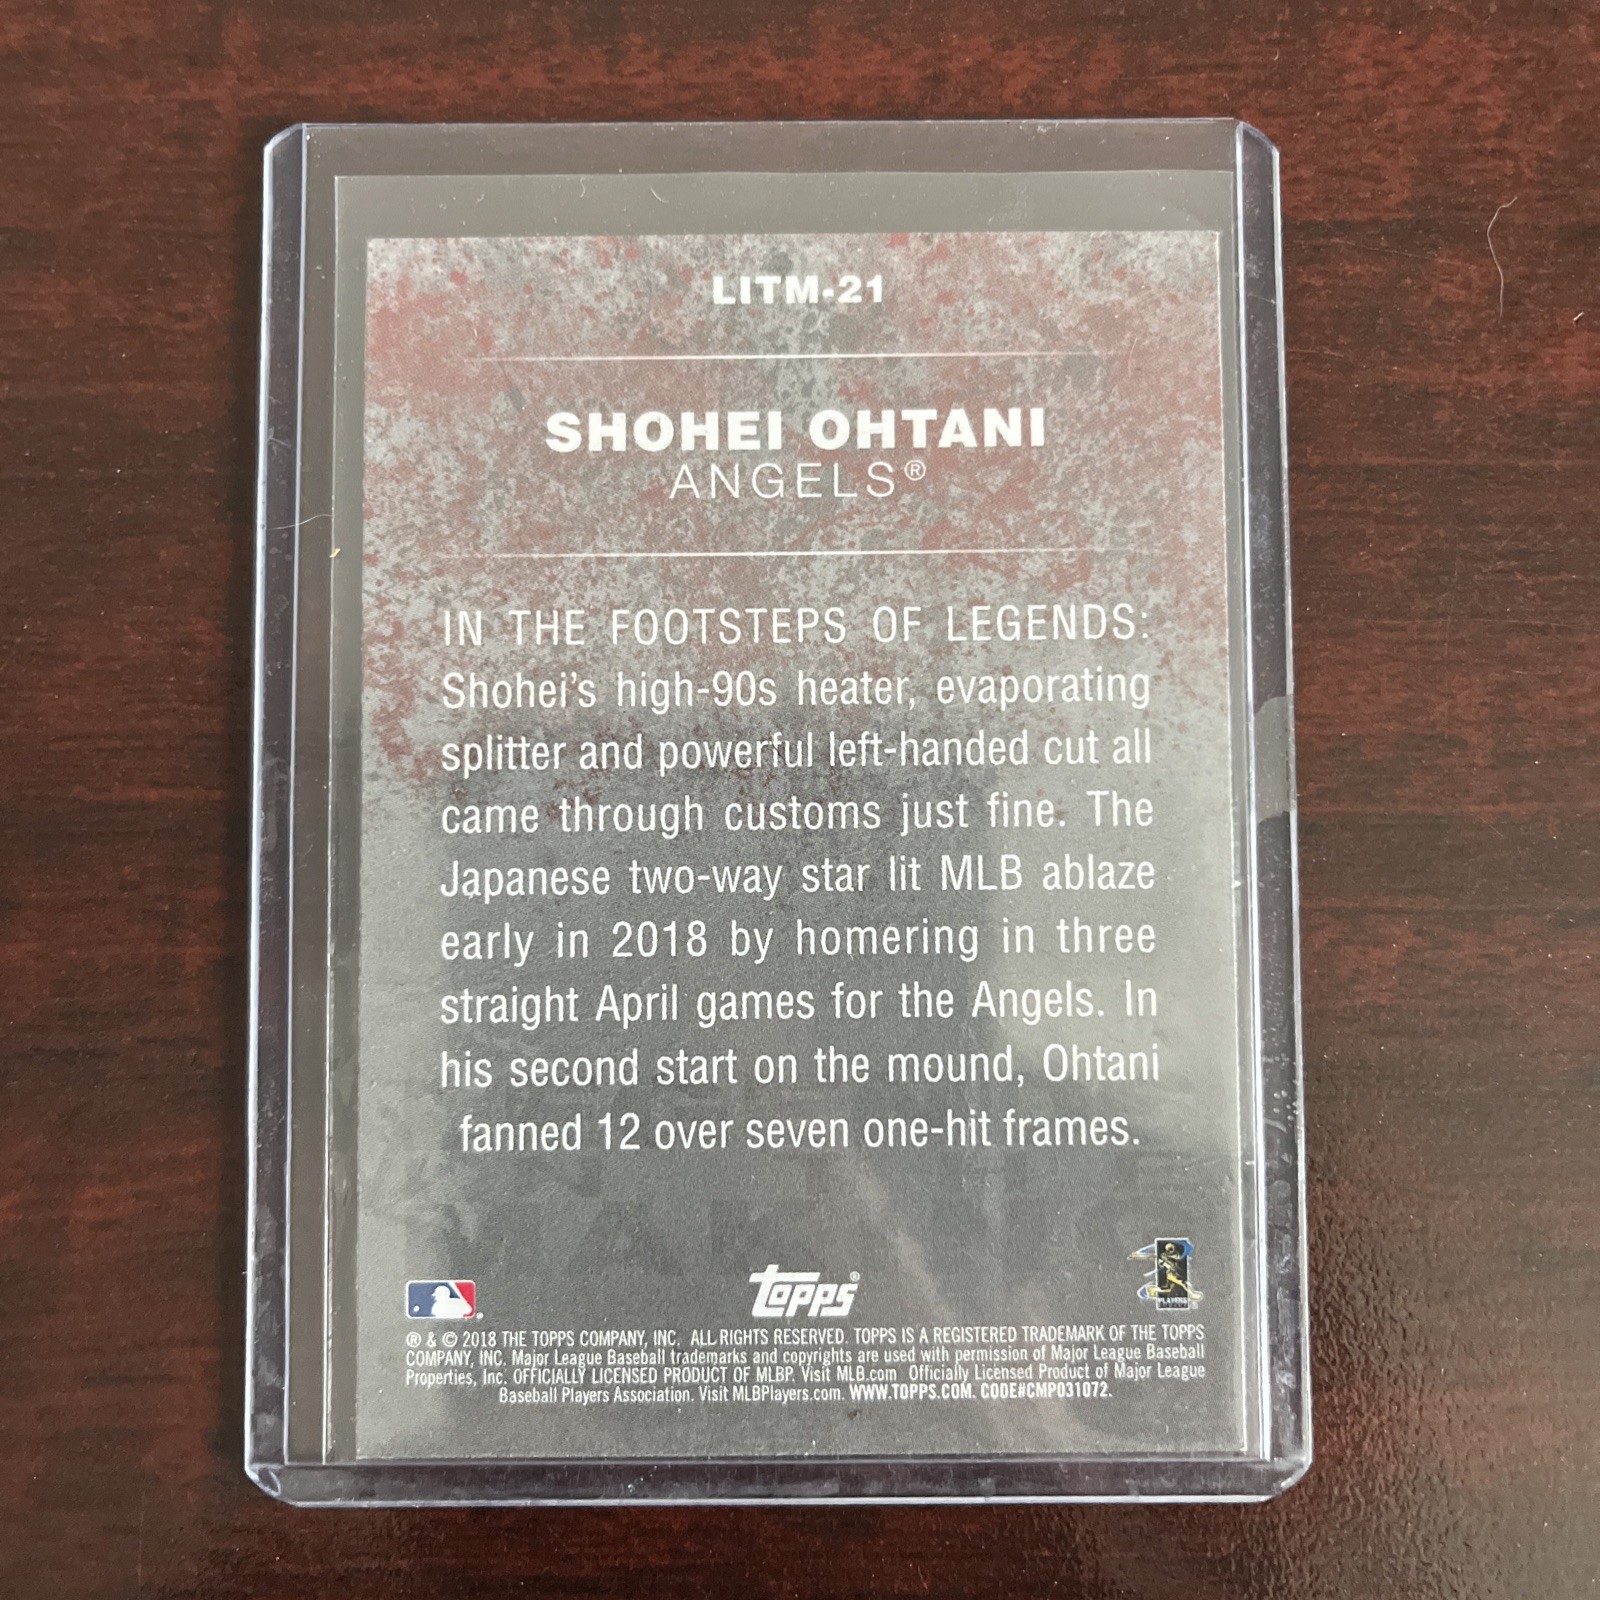 LITM-21
SHOHEI OHTANI
ANGELS®
IN THE FOOTSTEPS OF LEGENDS:
Shohei's high-90s heater, evaporating
splitter and powerful left-handed cut all
came through customs just fine. The
Japanese two-way star lit MLB ablaze
early in 2018 by homering in three
straight April games for the Angels. In
his second start on the mound, Ohtani
fanned 12 over seven one-hit frames.
topps®
PLAYERS
® & © 2018 THE TOPPS COMPANY, INC. ALL RIGHTS RESERVED. TOPPS IS A REGISTERED TRADEMARK OF THE TOPPS
COMPANY, INC. Major League Baseball trademarks and copyrights are used with permission of Major League Baseball
Properties, Inc. OFFICIALLY LICENSED PRODUCT OF MLBP. Visit MLB.com Officially Licensed Product of Major League
Baseball Players Association. Visit MLBPlayers.com. WWW.TOPPS.COM. CODE#CMP031072.